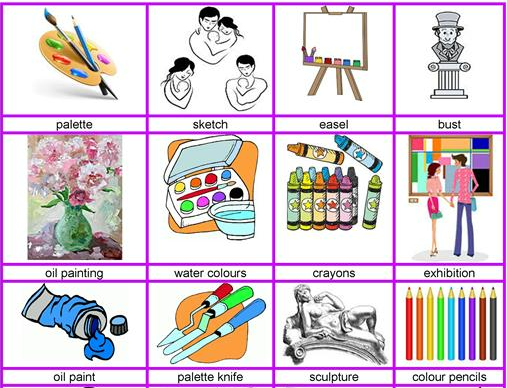 palette
sketch
easel
bust
oil painting
water colours
crayons
exhibition
oil paint
palette knife
sculpture
colour pencils